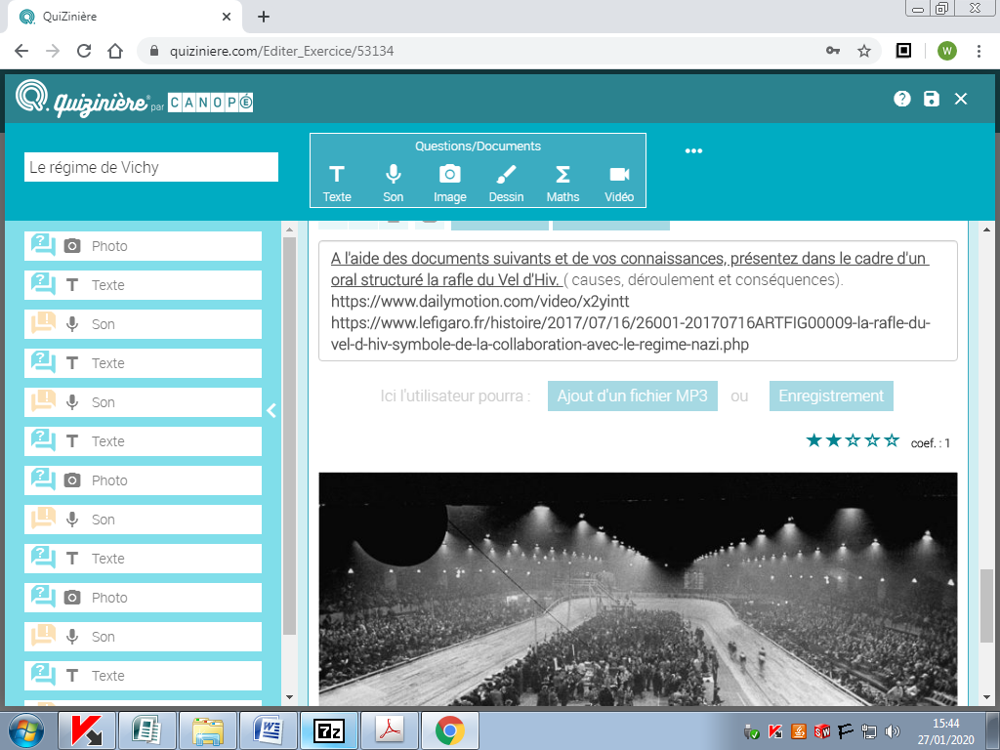 QuiZinière
quiziniere.com/Editer_Exercice/53134
W
Quizinière par CANOPÉ
Le régime de Vichy
Questions/Documents
Texte Son Image Dessin Maths Vidéo
Photo
Texte
Son
Texte
Son
Texte
Photo
Son
Texte
Photo
Son
Texte
A l'aide des documents suivants et de vos connaissances, présentez dans le cadre d'un
oral structuré la rafle du Vel d'Hiv. ( causes, déroulement et conséquences).
https://www.dailymotion.com/video/x2yintt
https://www.lefigaro.fr/histoire/2017/07/16/26001-20170716ARTFIG00009-la-rafle-du-
vel-d-hiv-symbole-de-la-collaboration-avec-le-regime-nazi.php
Ici l'utilisateur pourra : Ajout d'un fichier MP3 ou Enregistrement
coef. : 1
7z
15:44
27/01/2020